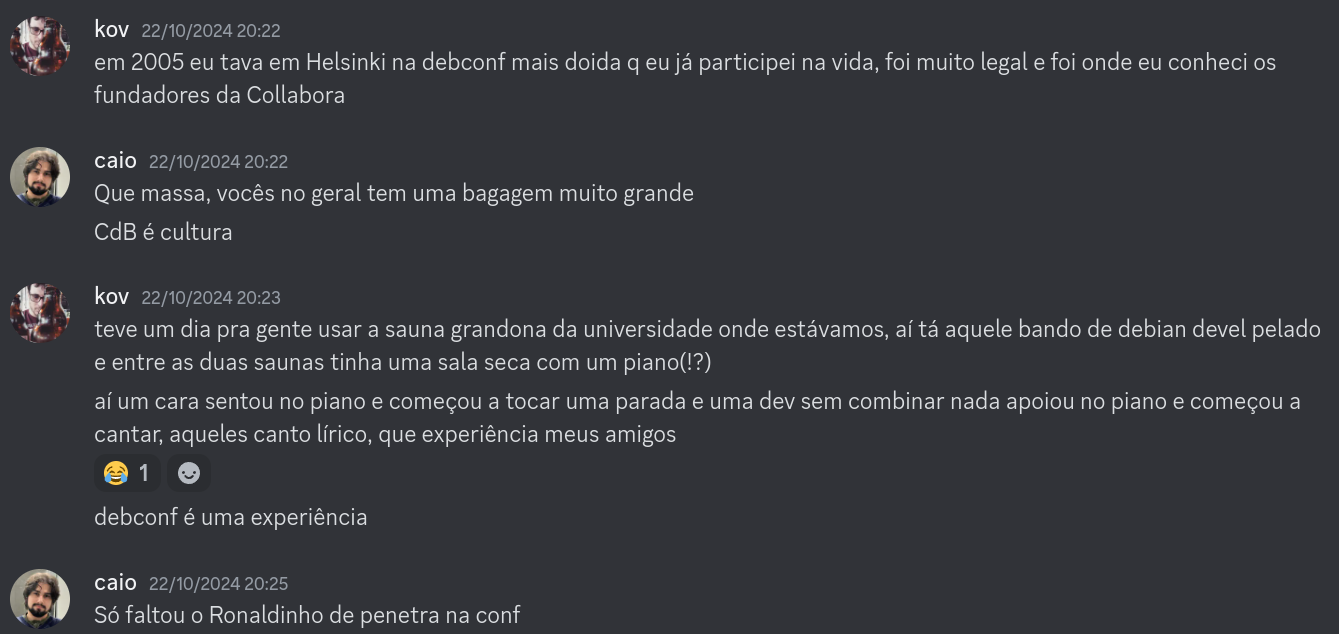 kov 22/10/2024 20:22
em 2005 eu tava em Helsinki na debconf mais doida q eu já participei na vida, foi muito legal e foi onde eu conheci os
fundadores da Collabora
caio 22/10/2024 20:22
Que massa, vocês no geral tem uma bagagem muito grande
CdB é cultura
kov 22/10/2024 20:23
teve um dia pra gente usar a sauna grandona da universidade onde estávamos, aí tá aquele bando de debian devel pelado
e entre as duas saunas tinha uma sala seca com um piano(!?)
aí um cara sentou no piano e começou a tocar uma parada e uma dev sem combinar nada apoiou no piano e começou a
cantar, aqueles canto lírico, que experiência meus amigos
😂 1
debconf é uma experiência
caio 22/10/2024 20:25
Só faltou o Ronaldinho de penetra na conf